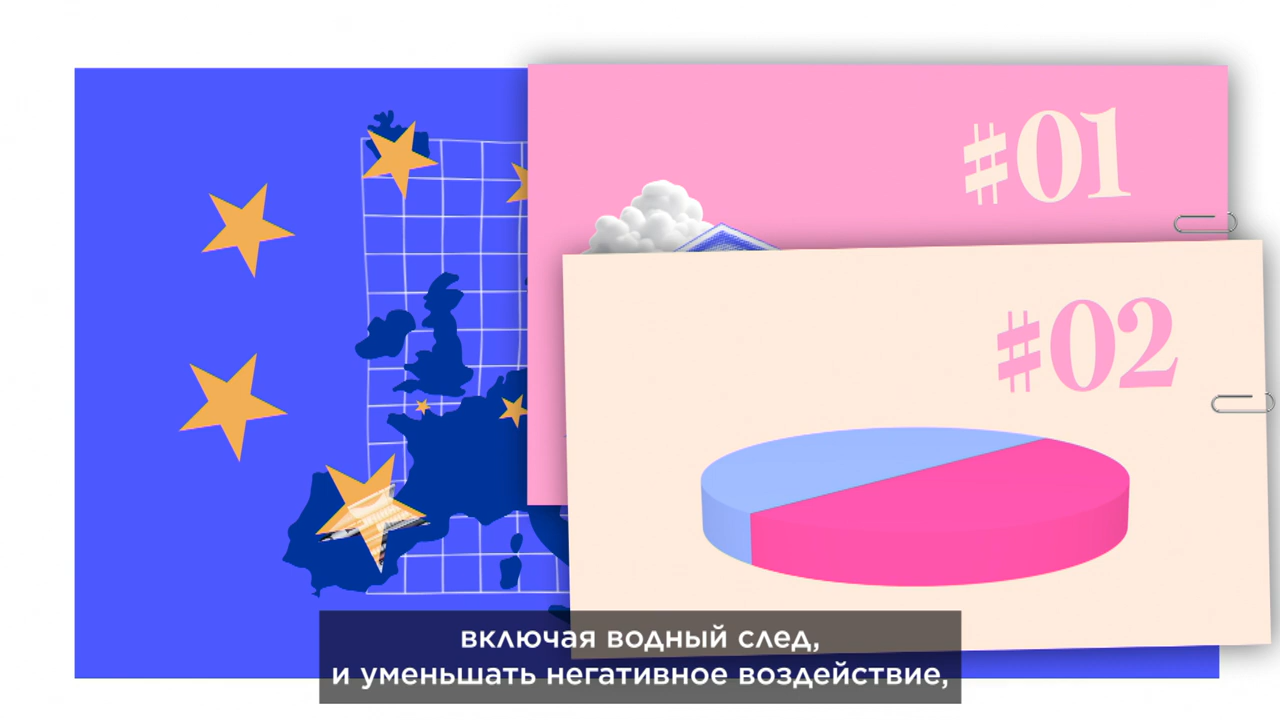 #01
#02
включая водный след,
и уменьшать негативное воздействие,